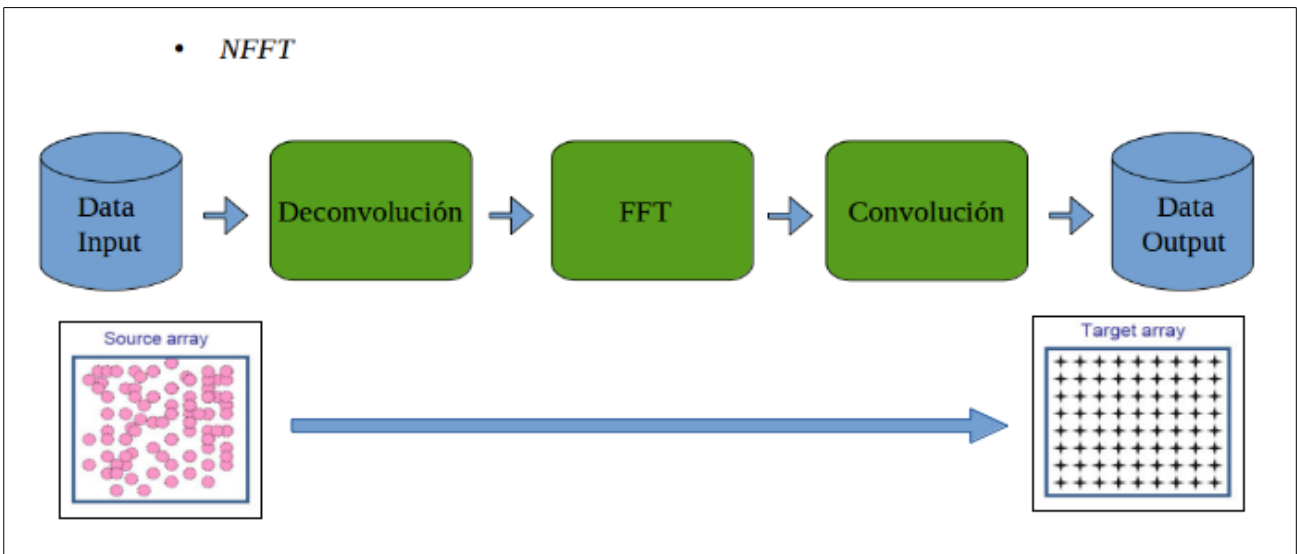 • NFFT
Data
Input
Deconvolución
FFT
Convolución
Data
Output
Source array
Target array